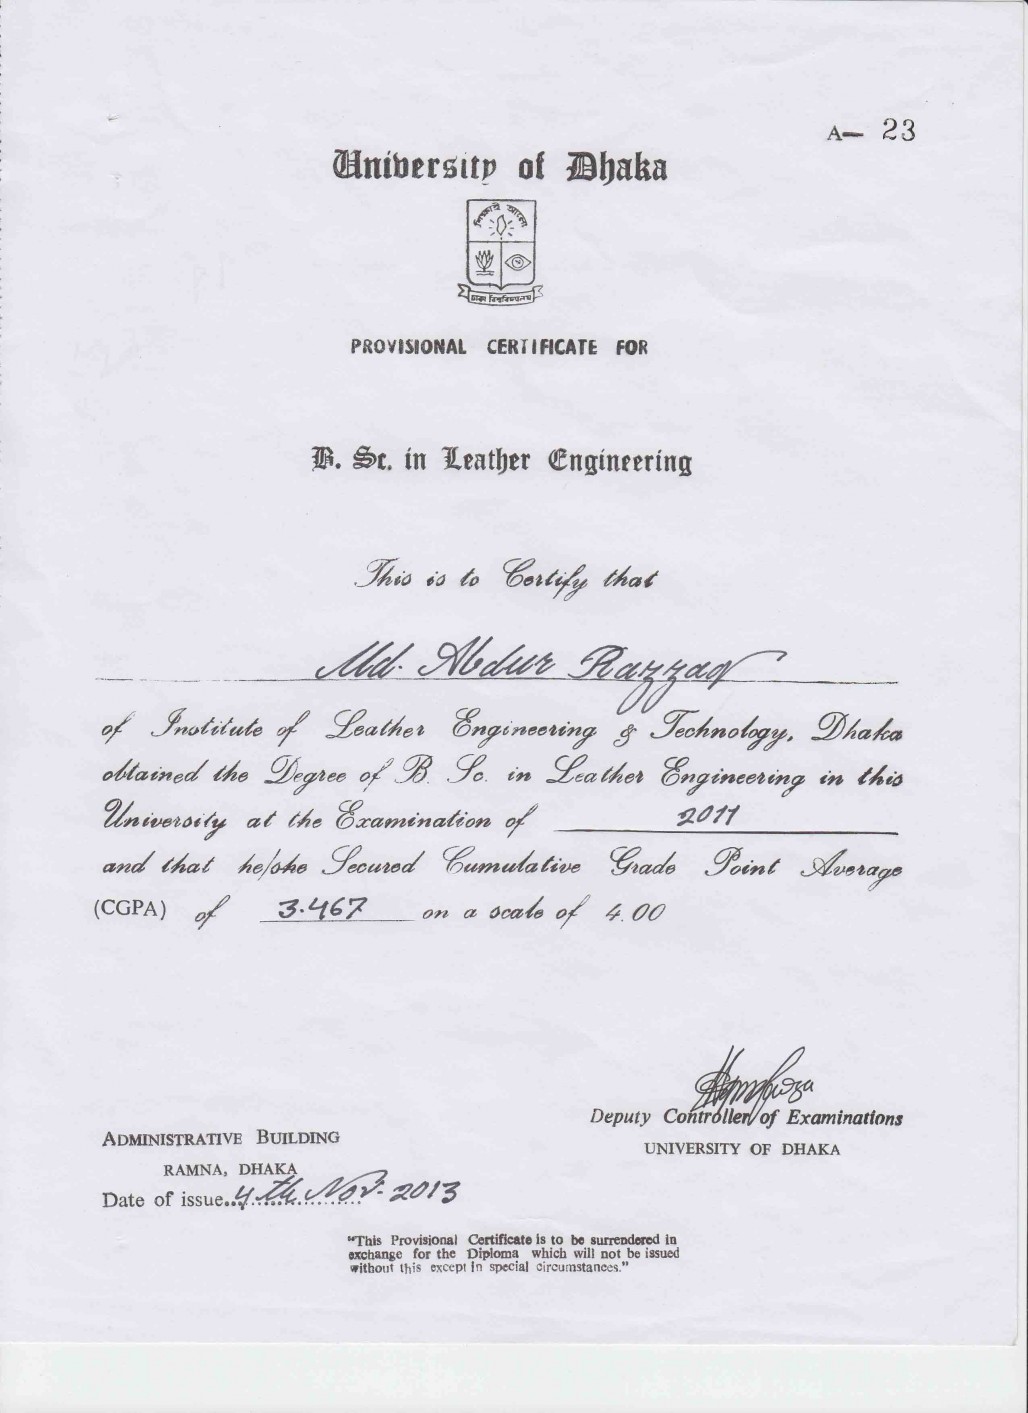 A— 23
University of Dhaka
শিক্ষাই আলো
ঢাকা বিশ্ববিদ্যালয়
PROVISIONAL CERTIFICATE FOR
B. Sc. in Leather Engineering
This is to Certify that
Md. Abdur Razzaq
of Institute of Leather Engineering & Technology, Dhaka
obtained the Degree of B. Sc. in Leather Engineering in this
University at the Examination of 2011
and that he/she Secured Cumulative Grade Point Average
(CGPA) of 3.467 on a scale of 4.00
Deputy Controller of Examinations
UNIVERSITY OF DHAKA
ADMINISTRATIVE BUILDING
RAMNA, DHAKA
Date of issue 4th Nov. 2013
"This Provisional Certificate is to be surrendered in
exchange for the Diploma which will not be issued
without this except in special circumstances."